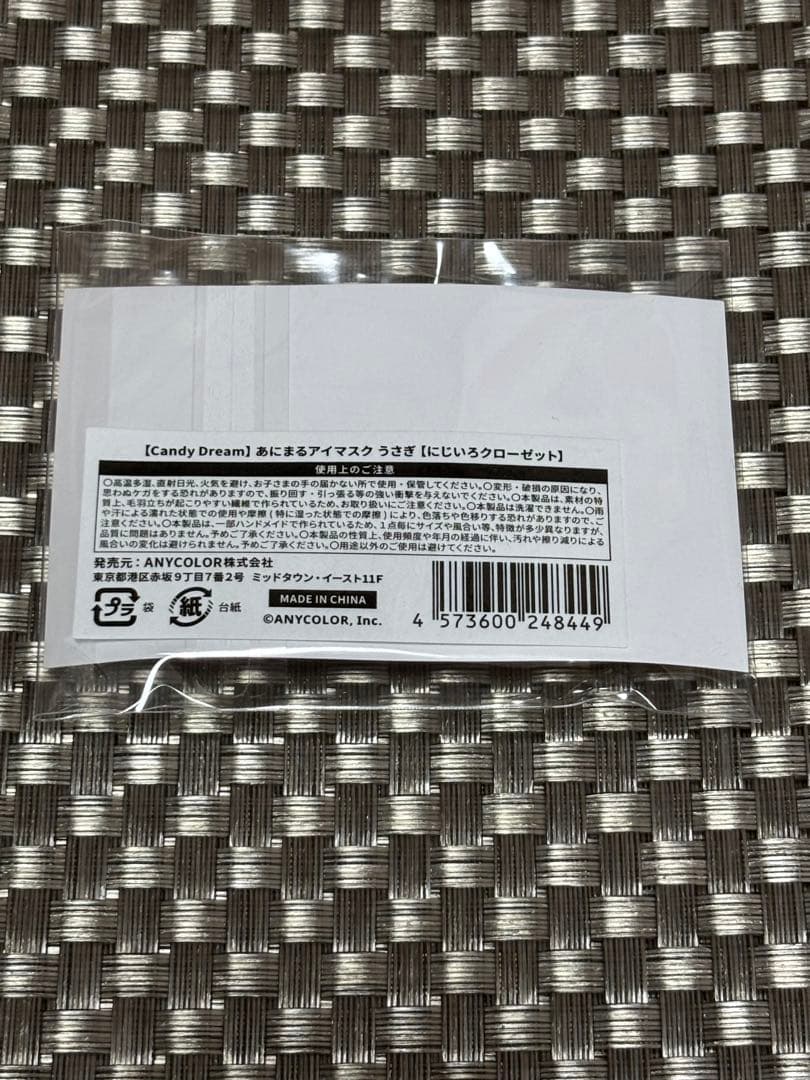 【Candy Dream】あにまるアイマスク うさぎ【にじいろクローゼット】
使用上のご注意
〇高温多湿、直射日光、火気を避け、お子さまの手の届かない所で使用・保管してください。〇変形・破損の原因になり、
思わぬケガをする恐れがありますので、振り回す・引っ張る等の強い衝撃を与えないでください。〇本製品は、素材の特
質上、毛羽立ちが起こりやすい繊維で作られているため、お取り扱いにご注意ください。〇本製品は洗濯できません。〇雨
や汗による濡れた状態での使用や摩擦(特に湿った状態での摩擦)により、色落ちや色移りする恐れがありますので、ご
注意ください。〇本製品は、一部ハンドメイドで作られているため、1点毎にサイズや風合い等、特徴が多少異なりますが、
品質に問題はありません。予めご了承ください。〇本製品の性質上、使用頻度や年月の経過に伴い、汚れや擦り減りによる
風合いの変化は避けられません。予めご了承ください。〇用途以外のご使用は避けてください。
発売元：ANYCOLOR株式会社
東京都港区赤坂9丁目7番2号 ミッドタウン・イースト11F
プラ 袋 紙 台紙 MADE IN CHINA
©ANYCOLOR, Inc.
4 573600 248449